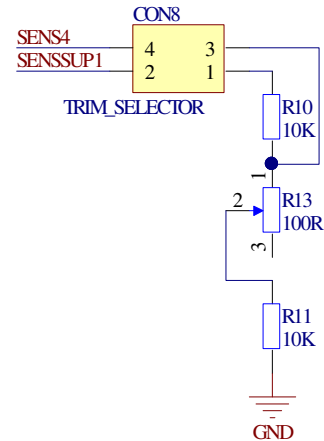 CON8
SENS4
4 3
SENSSUP1
2 1
TRIM_SELECTOR
R10
10K
1
R13
2
100R
3
R11
10K
GND